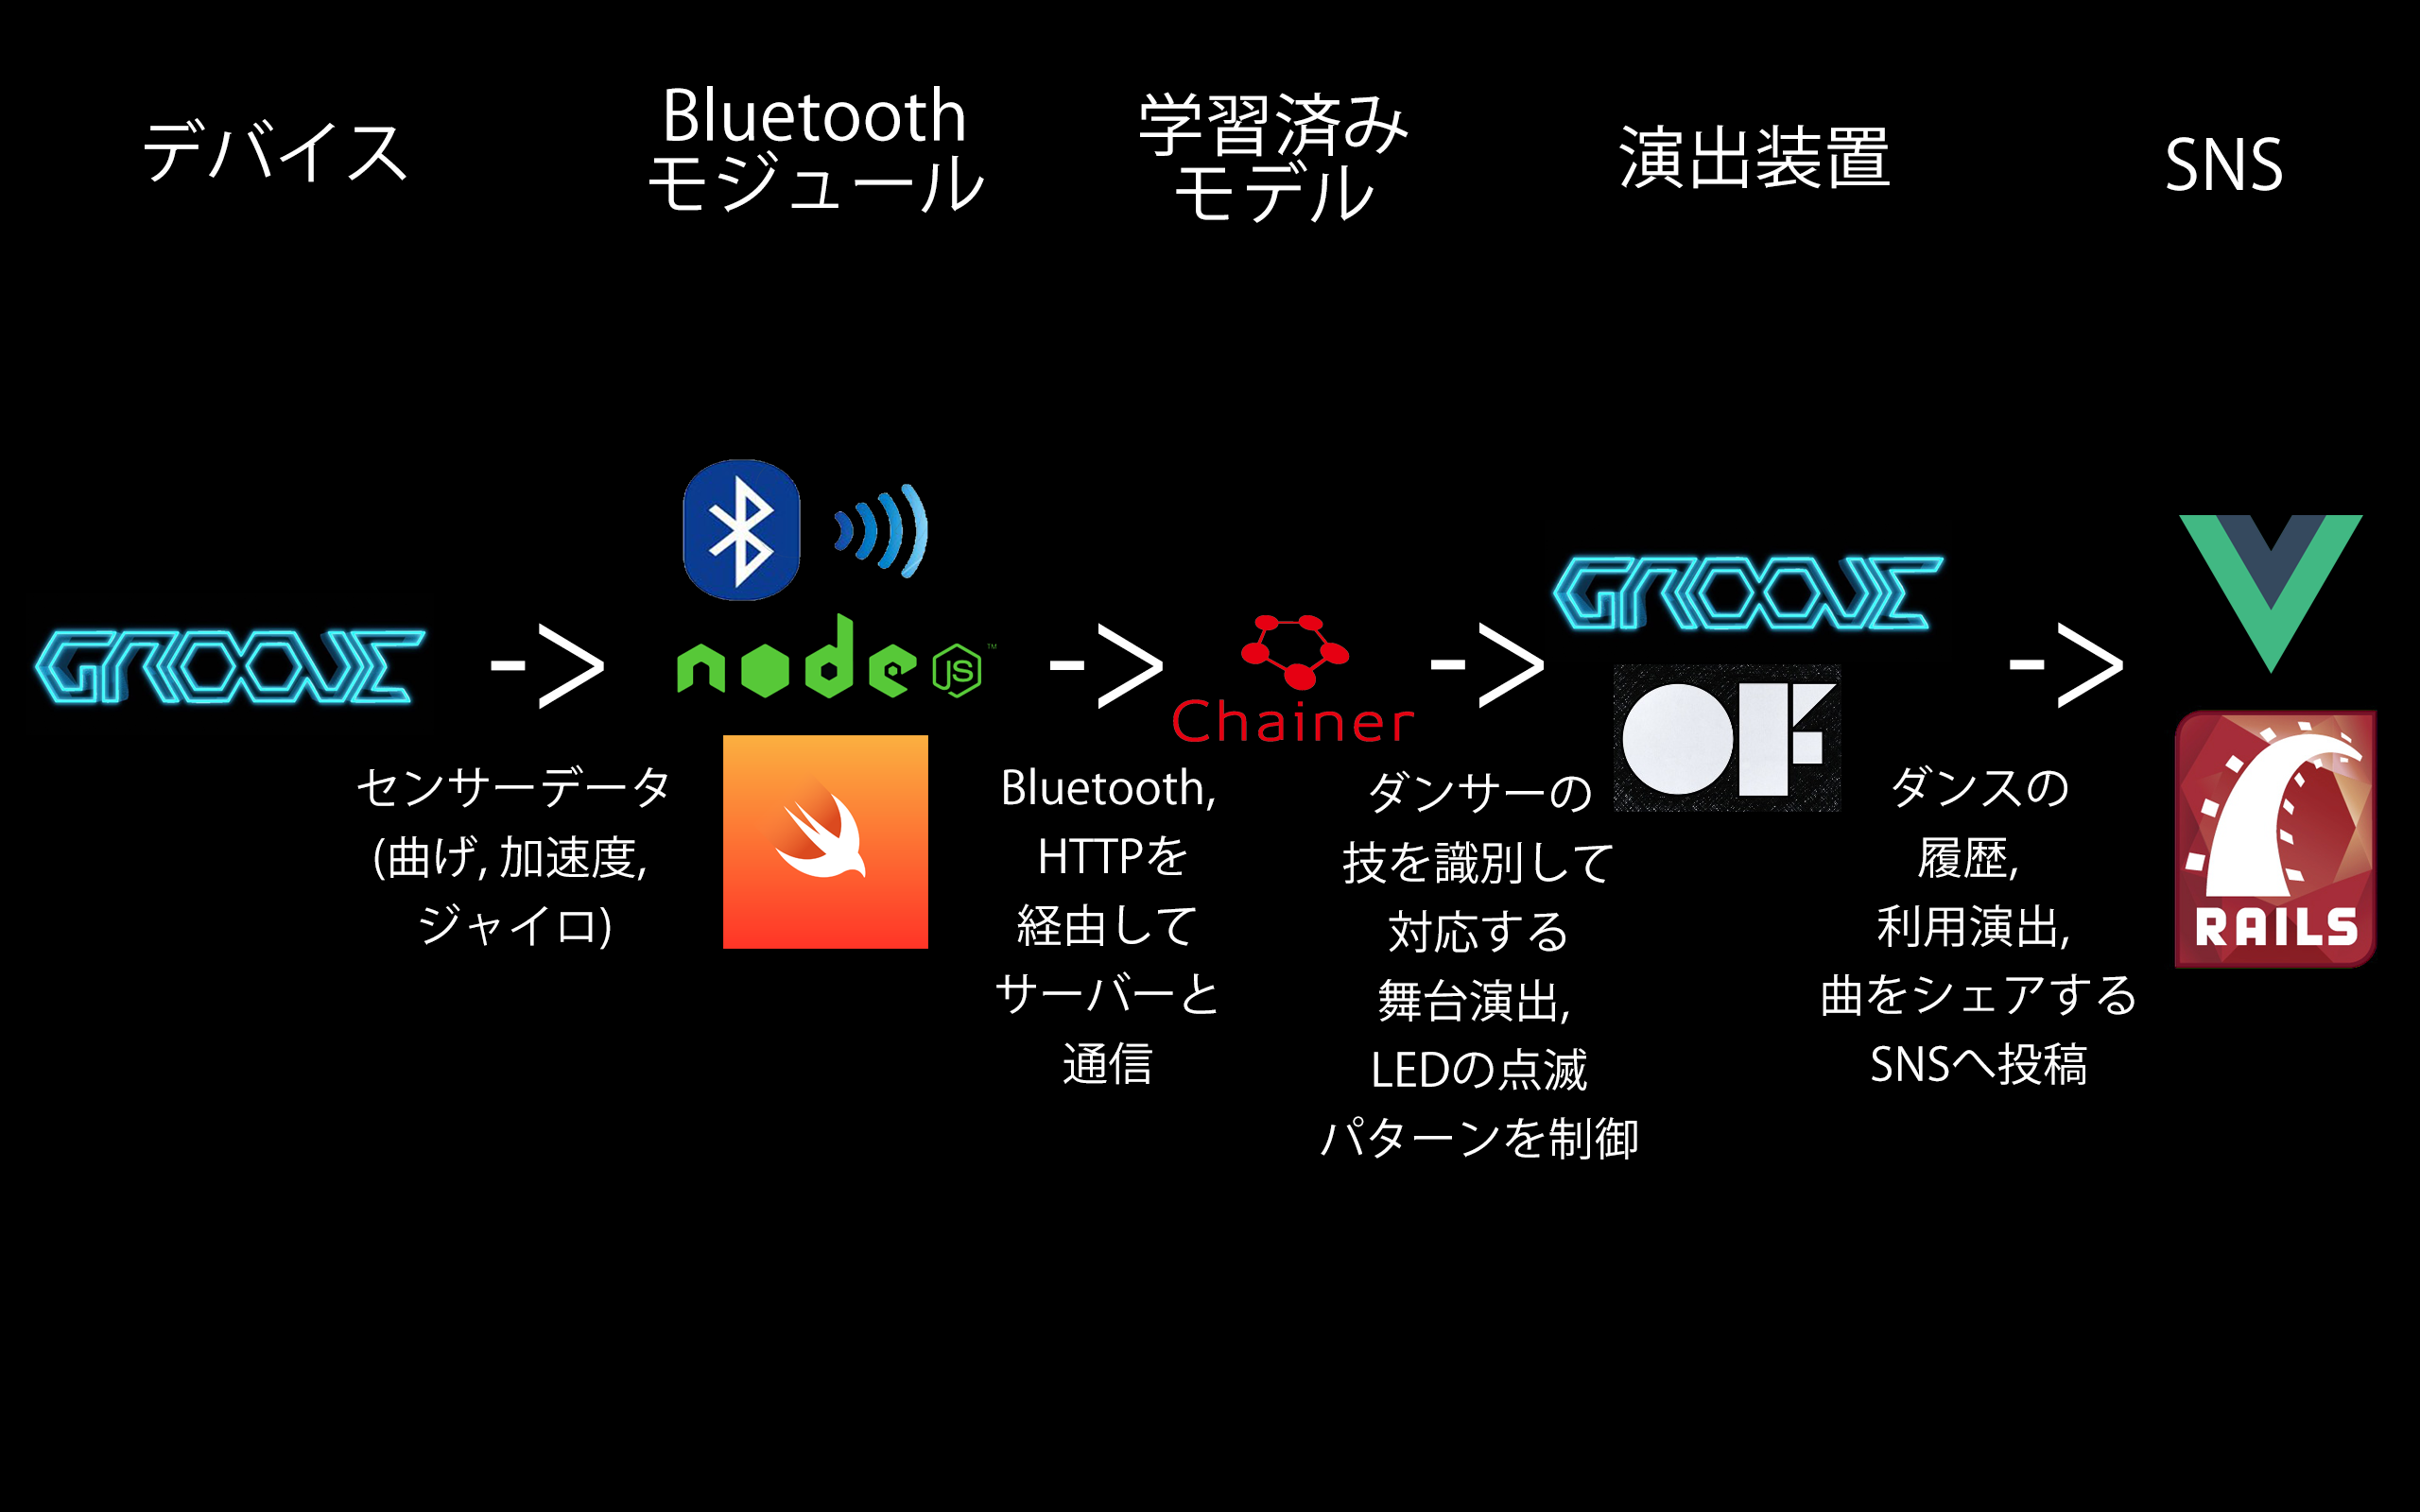 デバイス
Bluetooth
モジュール
学習済み
モデル
演出装置
SNS
GROOVE
->
node JS™
->
Chainer
->
GROOVE
OF
->
RAILS
センサーデータ
(曲げ, 加速度,
ジャイロ)
Bluetooth,
HTTPを
経由して
サーバーと
通信
ダンサーの
技を識別して
対応する
舞台演出,
LEDの点滅
パターンを制御
ダンスの
履歴,
利用演出,
曲をシェアする
SNSへ投稿